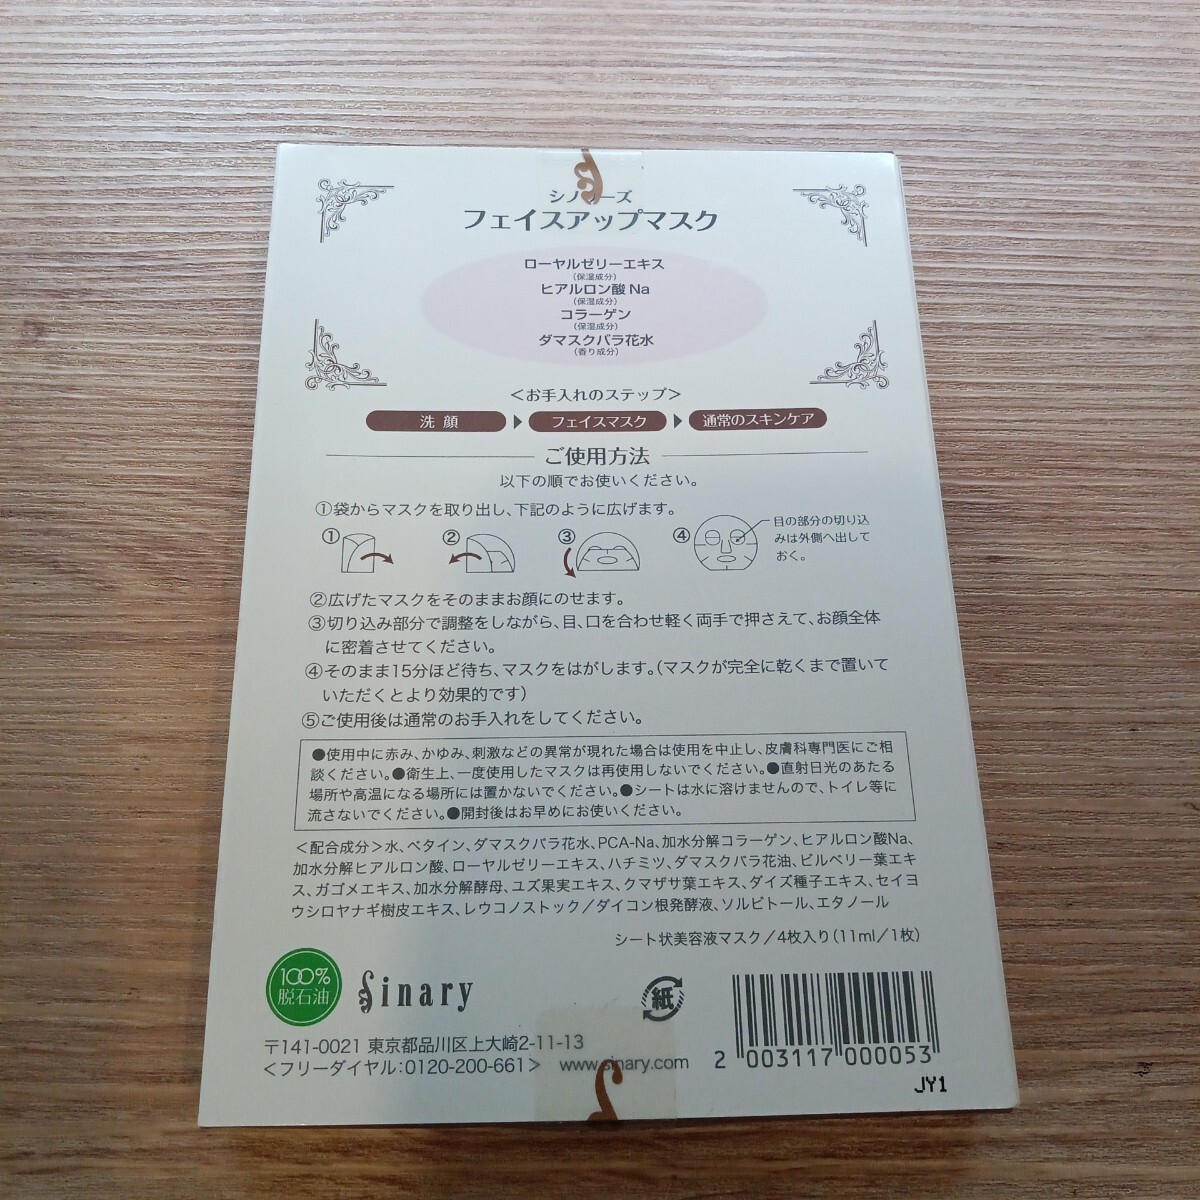 フェイスアップマスク
ローヤルゼリーエキス
(保湿成分)
ヒアルロン酸 Na
(保湿成分)
コラーゲン
(保湿成分)
ダマスクバラ花水
(香り成分)
＜お手入れのステップ＞
洗 顔 ▶ フェイスマスク ▶ 通常のスキンケア
ご使用方法
以下の順でお使いください。
①袋からマスクを取り出し、下記のように広げます。
① ② ③ ④
目の部分の切り込
みは外側へ出して
おく。
②広げたマスクをそのままお顔にのせます。
③切り込み部分で調整をしながら、目、口を合わせ軽く両手で押さえて、お顔全体
に密着させてください。
④そのまま15分ほど待ち、マスクをはがします。（マスクが完全に乾くまで置いて
いただくとより効果的です）
⑤ご使用後は通常のお手入れをしてください。
●使用中に赤み、かゆみ、刺激などの異常が現れた場合は使用を中止し、皮膚科専門医にご相
談ください。●衛生上、一度使用したマスクは再使用しないでください。●直射日光のあたる
場所や高温になる場所には置かないでください。●シートは水に溶けませんので、トイレ等に
流さないでください。●開封後はお早めにお使いください。
＜配合成分＞水、ベタイン、ダマスクバラ花水、PCA-Na、加水分解コラーゲン、ヒアルロン酸Na、
加水分解ヒアルロン酸、ローヤルゼリーエキス、ハチミツ、ダマスクバラ花油、ビルベリー葉エキ
ス、ガゴメエキス、加水分解酵母、ユズ果実エキス、クマザサ葉エキス、ダイズ種子エキス、セイヨ
ウシロヤナギ樹皮エキス、レウコノストック／ダイコン根発酵液、ソルビトール、エタノール
シート状美容液マスク／4枚入り（11ml／1枚）
100%
脱石油
Sinary
紙
〒141-0021 東京都品川区上大崎2-11-13
＜フリーダイヤル：0120-200-661＞ www.sinary.com
2 003117 000053
JY1